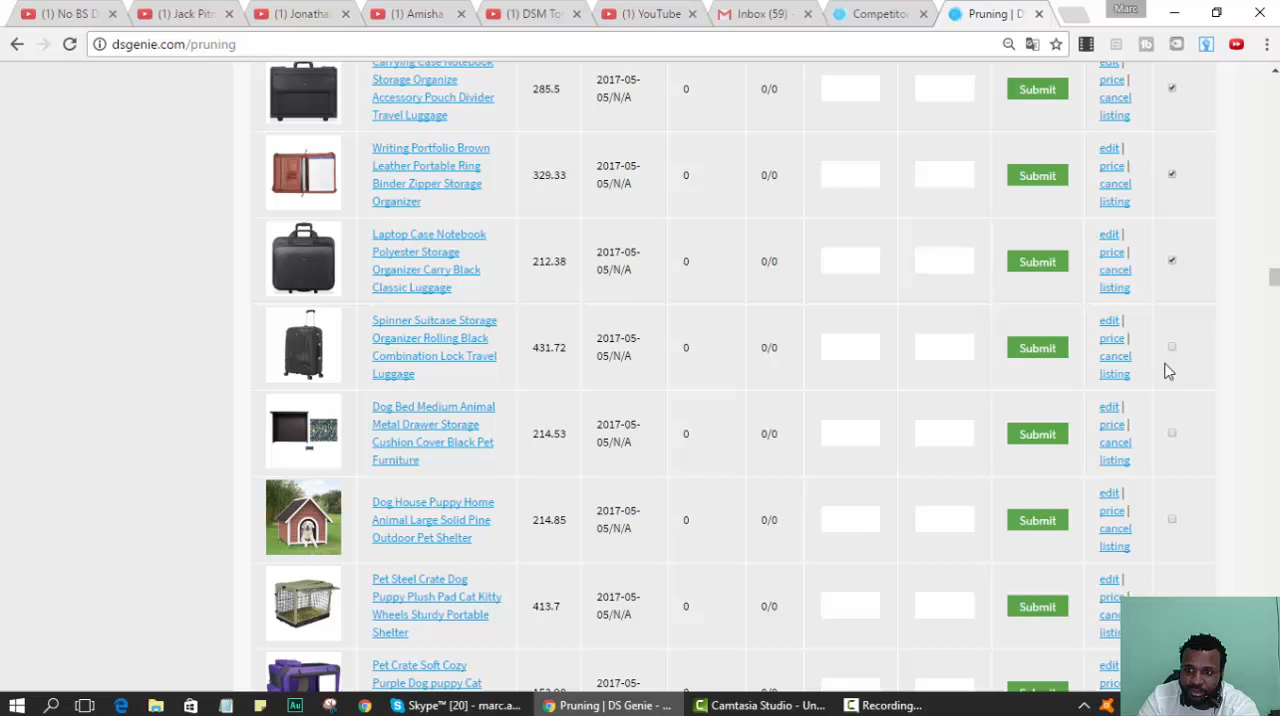 (1) No BS D
(1) Jack Pitr
(1) Jonatha
(1) Amisha
(1) DSM To
(1) YouTube
Inbox (59) -
Competito
Pruning | D
Marc
dsgenie.com/pruning
Carrying Case Notebook
Storage Organize
Accessory Pouch Divider
Travel Luggage
285.5
2017-05-
05/N/A
0
0/0
Submit
edit |
price |
cancel
listing
Writing Portfolio Brown
Leather Portable Ring
Binder Zipper Storage
Organizer
329.33
2017-05-
05/N/A
0
0/0
Submit
edit |
price |
cancel
listing
Laptop Case Notebook
Polyester Storage
Organizer Carry Black
Classic Luggage
212.38
2017-05-
05/N/A
0
0/0
Submit
edit |
price |
cancel
listing
Spinner Suitcase Storage
Organizer Rolling Black
Combination Lock Travel
Luggage
431.72
2017-05-
05/N/A
0
0/0
Submit
edit |
price |
cancel
listing
Dog Bed Medium Animal
Metal Drawer Storage
Cushion Cover Black Pet
Furniture
214.53
2017-05-
05/N/A
0
0/0
Submit
edit |
price |
cancel
listing
Dog House Puppy Home
Animal Large Solid Pine
Outdoor Pet Shelter
214.85
2017-05-
05/N/A
0
0/0
Submit
edit |
price |
cancel
listing
Pet Steel Crate Dog
Puppy Plush Pad Cat Kitty
Wheels Sturdy Portable
Shelter
413.7
2017-05-
05/N/A
0
0/0
Submit
edit |
Pet Crate Soft Cozy
Purple Dog puppy Cat
2017-05-
edit |
Skype™ [20] - marc.a...
Pruning | DS Genie - ...
Camtasia Studio - Un...
Recording...